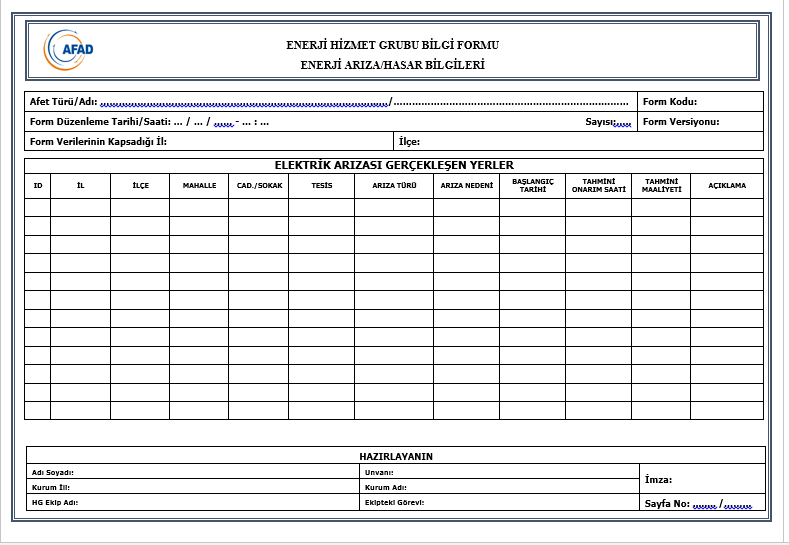 AFAD
ENERJİ HİZMET GRUBU BİLGİ FORMU
ENERJİ ARIZA/HASAR BİLGİLERİ
Afet Türü/Adı: ........................................................................../........................................................................... Form Kodu:
Form Düzenleme Tarihi/Saati: ... / ... / ...... - ... : ... Sayısı:..... Form Versiyonu:
Form Verilerinin Kapsadığı İl: İlçe:
ELEKTRİK ARIZASI GERÇEKLEŞEN YERLER
ID İL İLÇE MAHALLE CAD./SOKAK TESİS ARIZA TÜRÜ ARIZA NEDENİ BAŞLANGIÇ TARİHİ TAHMİNİ ONARIM SAATİ TAHMİNİ MAALİYETİ AÇIKLAMA
HAZIRLAYANIN
Adı Soyadı: Unvanı:
Kurum İli: Kurum Adı: İmza:
HG Ekip Adı: Ekipteki Görevi: Sayfa No: ....... /........